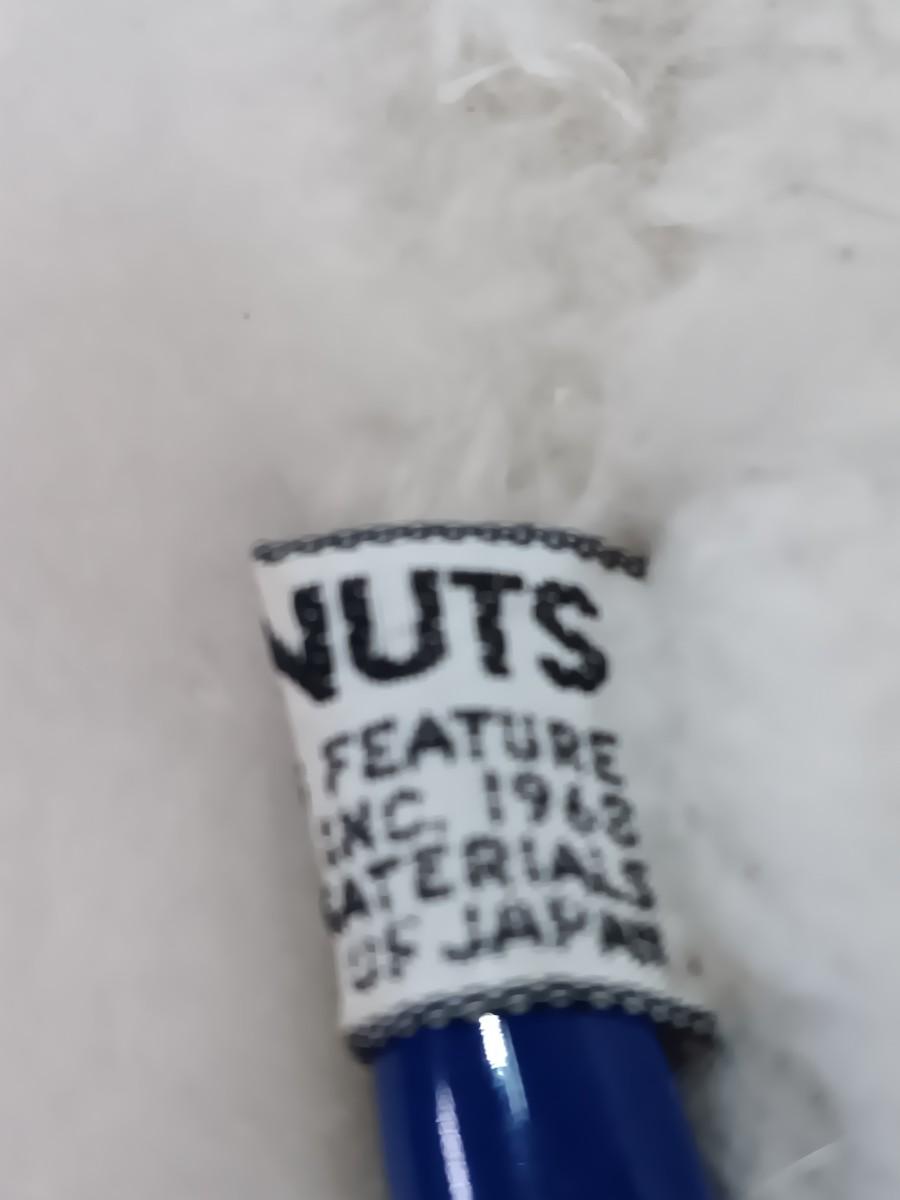 NUTS
FEATURE
INC. 1962
MATERIALS
OF JAPAN